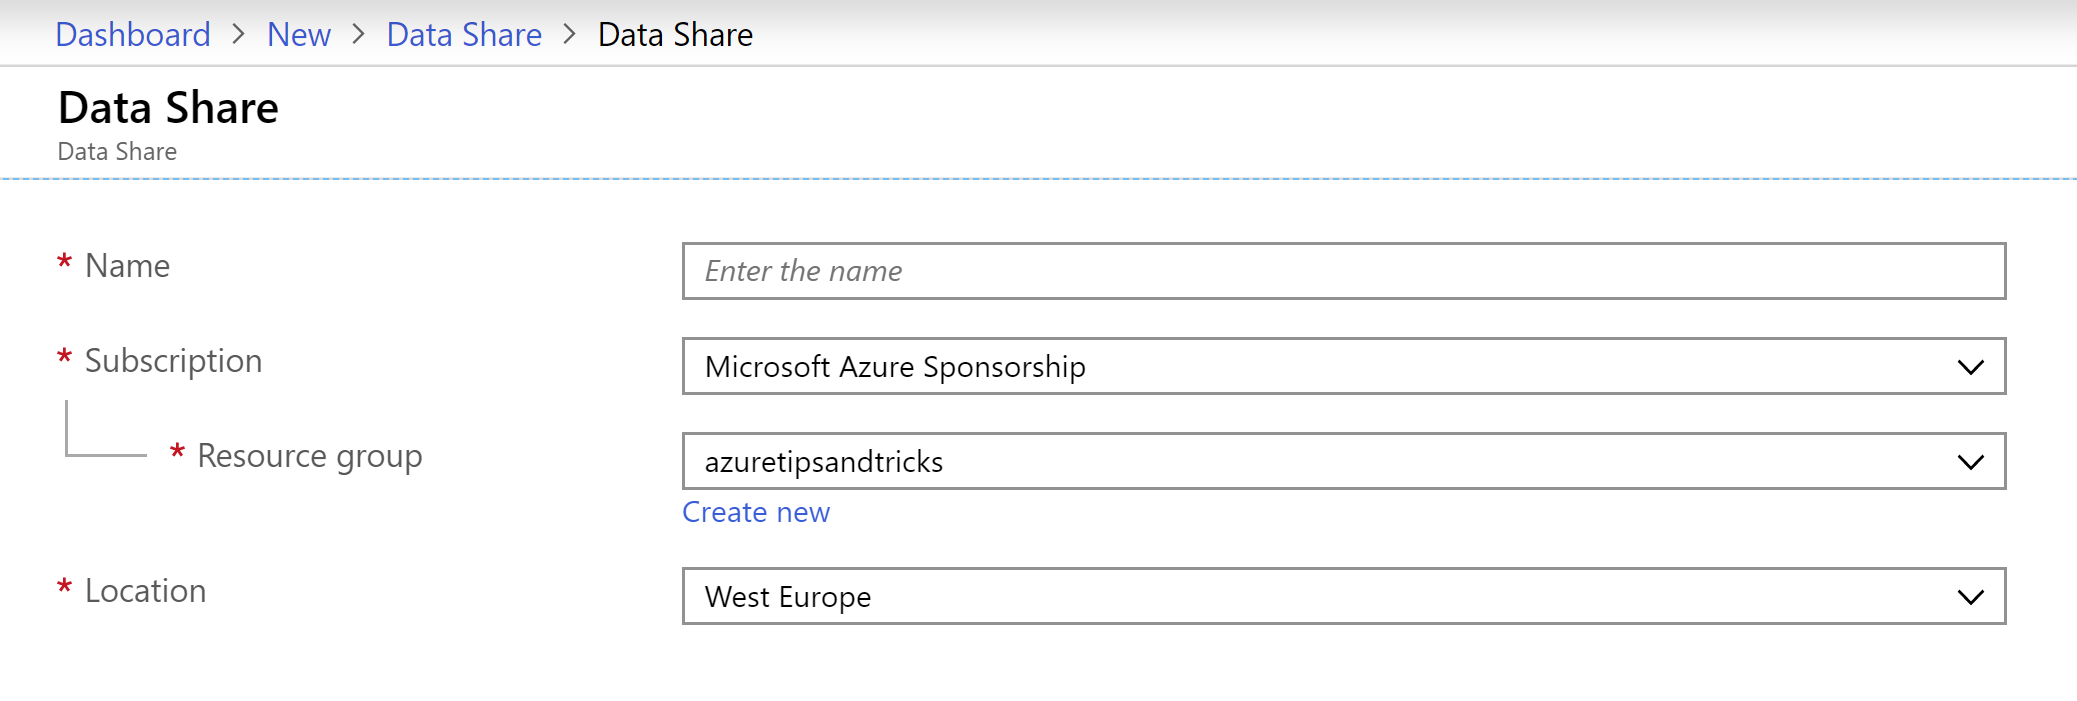 Dashboard > New > Data Share > Data Share
Data Share
Data Share
* Name
Enter the name
* Subscription
Microsoft Azure Sponsorship
* Resource group
azuretipsandtricks
Create new
* Location
West Europe